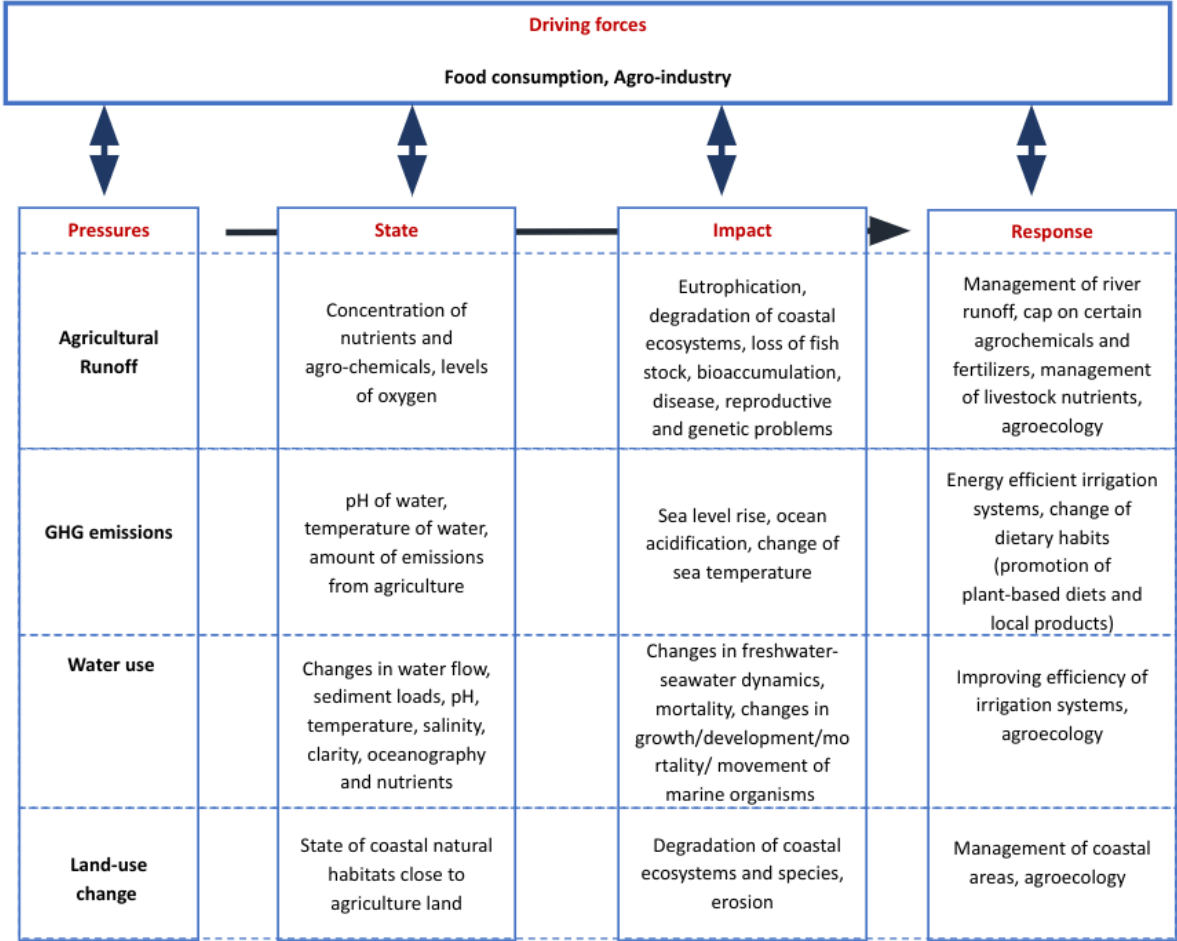 Driving forces
Food consumption, Agro-industry
Pressures
State
Impact
Response
Agricultural
Runoff
Concentration of
nutrients and
agro-chemicals, levels
of oxygen
Eutrophication,
degradation of coastal
ecosystems, loss of fish
stock, bioaccumulation,
disease, reproductive
and genetic problems
Management of river
runoff, cap on certain
agrochemicals and
fertilizers, management
of livestock nutrients,
agroecology
GHG emissions
pH of water,
temperature of water,
amount of emissions
from agriculture
Sea level rise, ocean
acidification, change of
sea temperature
Energy efficient irrigation
systems, change of
dietary habits
(promotion of
plant-based diets and
local products)
Water use
Changes in water flow,
sediment loads, pH,
temperature, salinity,
clarity, oceanography
and nutrients
Changes in freshwater-
seawater dynamics,
mortality, changes in
growth/development/mo
rtality/ movement of
marine organisms
Improving efficiency of
irrigation systems,
agroecology
Land-use
change
State of coastal natural
habitats close to
agriculture land
Degradation of coastal
ecosystems and species,
erosion
Management of coastal
areas, agroecology